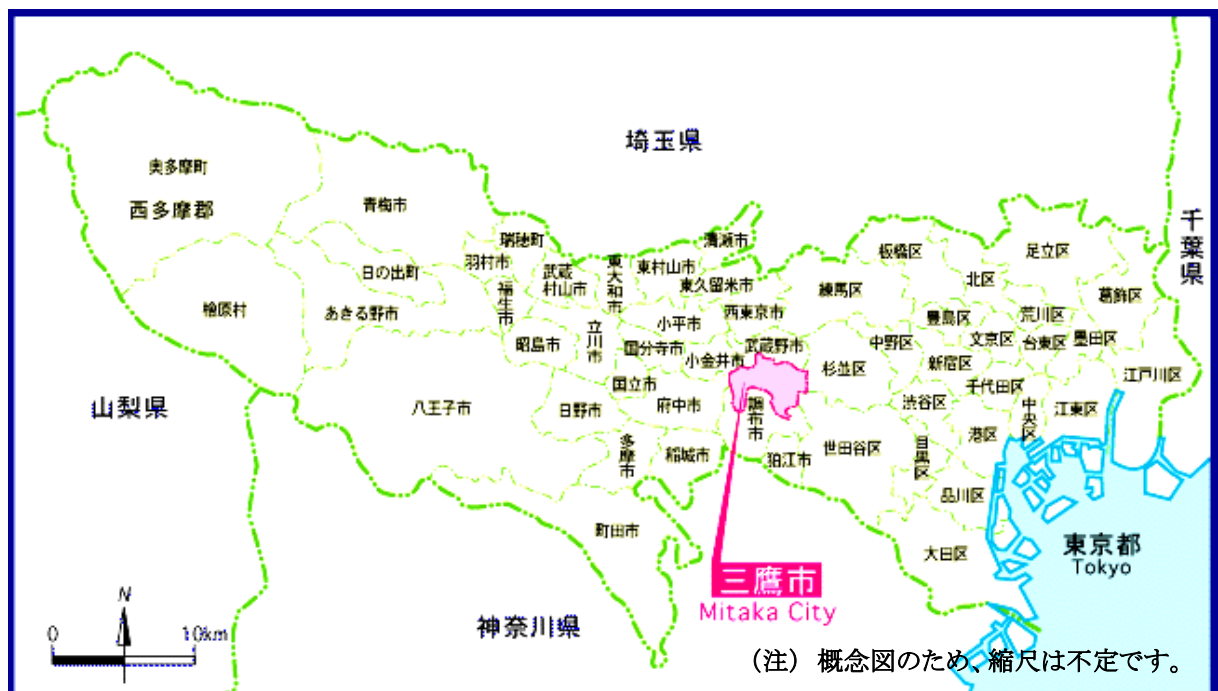 埼玉県
奥多摩町
西多摩郡
青梅市
千葉県
瑞穂町
清瀬市
板橋区
足立区
羽村市
日の出町
武蔵
村山市
東大和市
東村山市
東久留米市
練馬区
北区
葛飾区
檜原村
あきる野市
福生市
立川市
小平市
西東京市
豊島区
荒川区
昭島市
国分寺市
小金井市
武蔵野市
中野区
文京区
台東区
墨田区
杉並区
新宿区
江戸川区
山梨県
八王子市
国立市
日野市
府中市
調布市
渋谷区
千代田区
中央区
江東区
港区
多摩市
稲城市
狛江市
世田谷区
目黒区
品川区
町田市
大田区
東京都
Tokyo
三鷹市
Mitaka City
神奈川県
N
0 10km
（注） 概念図のため、縮尺は不定です。